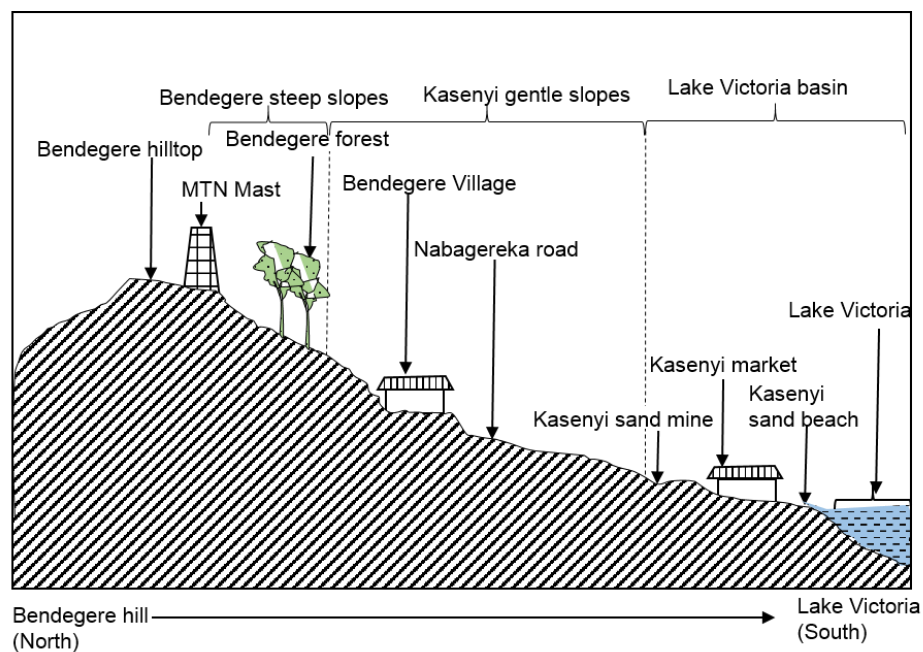 Bendegere steep slopes
Kasenyi gentle slopes
Lake Victoria basin
Bendegere hilltop
Bendegere forest
MTN Mast
Bendegere Village
Nabagereka road
Lake Victoria
Kasenyi market
Kasenyi sand mine
Kasenyi
sand beach
Bendegere hill
(North)
Lake Victoria
(South)